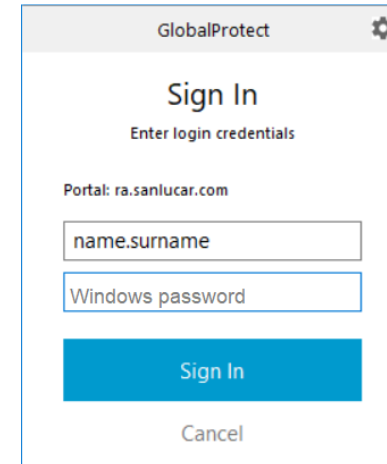 GlobalProtect
Sign In
Enter login credentials
Portal: ra.sanlucar.com
name.surname
Windows password
Sign In
Cancel